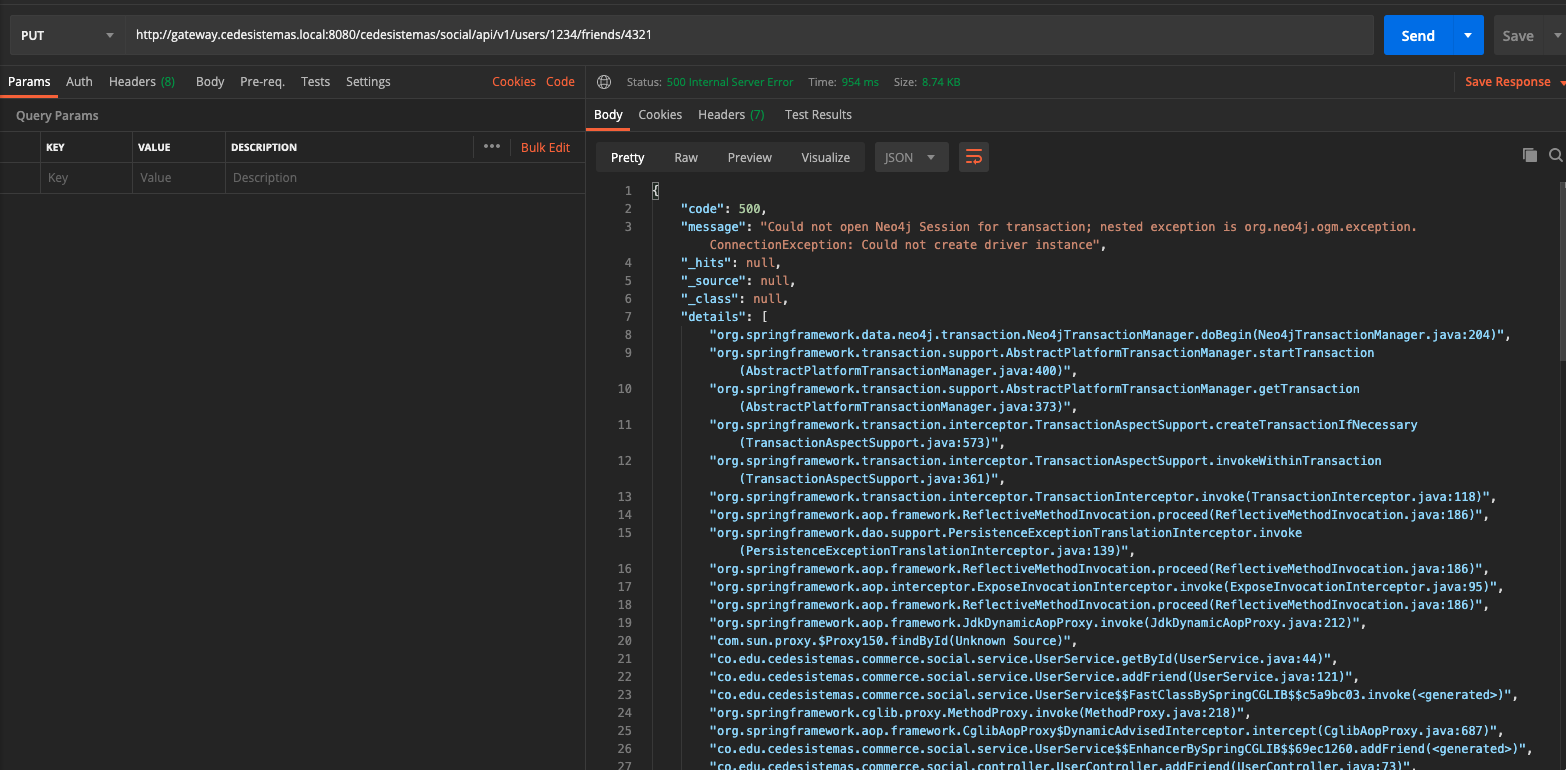 PUT
http://gateway.cedesistemas.local:8080/cedesistemas/social/api/v1/users/1234/friends/4321
Send
Save
Params Auth Headers (8) Body Pre-req. Tests Settings Cookies Code
Status: 500 Internal Server Error Time: 954 ms Size: 8.74 KB Save Response
Query Params
Body Cookies Headers (7) Test Results
KEY VALUE DESCRIPTION ••• Bulk Edit
Key Value Description
Pretty Raw Preview Visualize JSON
1 {
2 "code": 500,
3 "message": "Could not open Neo4j Session for transaction; nested exception is org.neo4j.ogm.exception.
ConnectionException: Could not create driver instance",
4 "_hits": null,
5 "_source": null,
6 "_class": null,
7 "details": [
8 "org.springframework.data.neo4j.transaction.Neo4jTransactionManager.doBegin(Neo4jTransactionManager.java:204)",
9 "org.springframework.transaction.support.AbstractPlatformTransactionManager.startTransaction
(AbstractPlatformTransactionManager.java:400)",
10 "org.springframework.transaction.support.AbstractPlatformTransactionManager.getTransaction
(AbstractPlatformTransactionManager.java:373)",
11 "org.springframework.transaction.interceptor.TransactionAspectSupport.createTransactionIfNecessary
(TransactionAspectSupport.java:573)",
12 "org.springframework.transaction.interceptor.TransactionAspectSupport.invokeWithinTransaction
(TransactionAspectSupport.java:361)",
13 "org.springframework.transaction.interceptor.TransactionInterceptor.invoke(TransactionInterceptor.java:118)",
14 "org.springframework.aop.framework.ReflectiveMethodInvocation.proceed(ReflectiveMethodInvocation.java:186)",
15 "org.springframework.dao.support.PersistenceExceptionTranslationInterceptor.invoke
(PersistenceExceptionTranslationInterceptor.java:139)",
16 "org.springframework.aop.framework.ReflectiveMethodInvocation.proceed(ReflectiveMethodInvocation.java:186)",
17 "org.springframework.aop.interceptor.ExposeInvocationInterceptor.invoke(ExposeInvocationInterceptor.java:95)",
18 "org.springframework.aop.framework.ReflectiveMethodInvocation.proceed(ReflectiveMethodInvocation.java:186)",
19 "org.springframework.aop.framework.JdkDynamicAopProxy.invoke(JdkDynamicAopProxy.java:212)",
20 "com.sun.proxy.$Proxy150.findById(Unknown Source)",
21 "co.edu.cedesistemas.commerce.social.service.UserService.getById(UserService.java:44)",
22 "co.edu.cedesistemas.commerce.social.service.UserService.addFriend(UserService.java:121)",
23 "co.edu.cedesistemas.commerce.social.service.UserService$$FastClassBySpringCGLIB$$c5a9bc03.invoke(<generated>)",
24 "org.springframework.cglib.proxy.MethodProxy.invoke(MethodProxy.java:218)",
25 "org.springframework.aop.framework.CglibAopProxy$DynamicAdvisedInterceptor.intercept(CglibAopProxy.java:687)",
26 "co.edu.cedesistemas.commerce.social.service.UserService$$EnhancerBySpringCGLIB$$69ec1260.addFriend(<generated>)",
27 "co.edu.cedesistemas.commerce.social.controller.UserController.addFriend(UserController.java:73)",